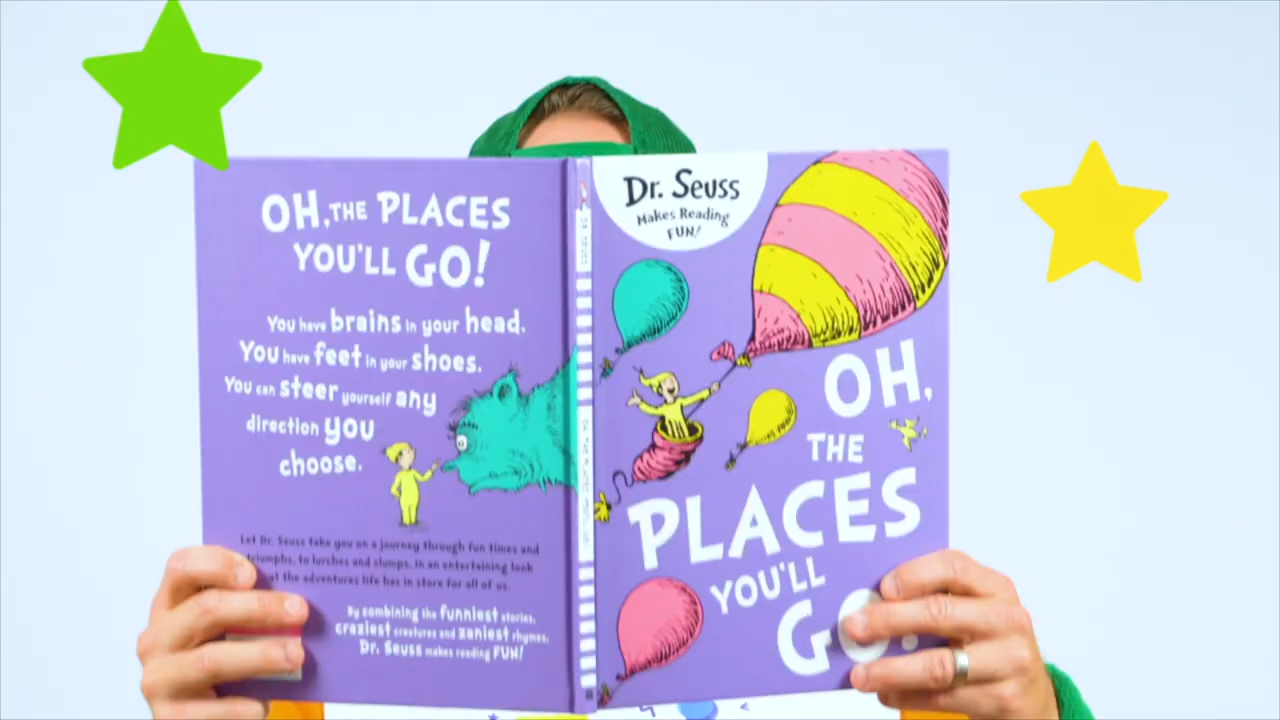 OH, THE PLACES
YOU'LL GO!
You have brains in your head.
You have feet in your shoes.
You can steer yourself any
direction you
choose.
Let Dr. Seuss take you on a journey through fun times and
triumphs, to lurches and slumps, in an entertaining look
at the adventures life has in store for all of us.
By combining the funniest stories,
craziest creatures and zaniest rhymes,
Dr. Seuss makes reading FUN!
Dr. Seuss
Makes Reading
FUN!
OH,
THE
PLACES
YOU'LL
GO!